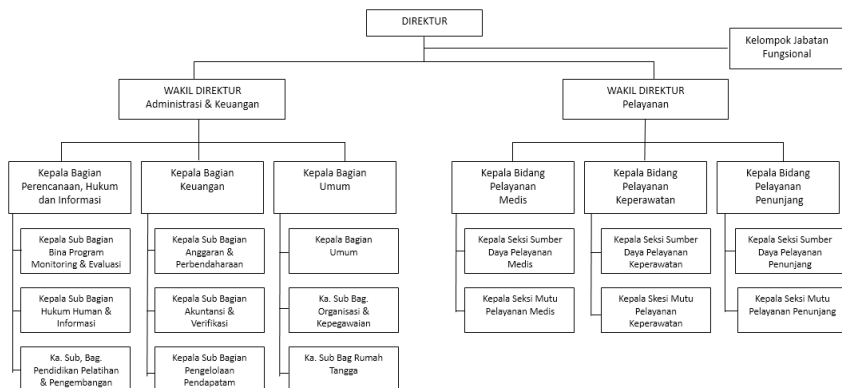 DIREKTUR
Kelompok Jabatan
Fungsional
WAKIL DIREKTUR
Administrasi & Keuangan
WAKIL DIREKTUR
Pelayanan
Kepala Bagian
Perencanaan, Hukum
dan Informasi
Kepala Bagian
Keuangan
Kepala Bagian
Umum
Kepala Bidang
Pelayanan
Medis
Kepala Bidang
Pelayanan
Keperawatan
Kepala Bidang
Pelayanan
Penunjang
Kepala Sub Bagian
Bina Program
Monitoring & Evaluasi
Kepala Sub Bagian
Anggaran &
Perbendaharaan
Kepala Bagian
Umum
Kepala Seksi Sumber
Daya Pelayanan
Medis
Kepala Seksi Sumber
Daya Pelayanan
Keperawatan
Kepala Seksi Sumber
Daya Pelayanan
Penunjang
Kepala Sub Bagian
Hukum Human &
Informasi
Kepala Sub Bagian
Akuntansi &
Verifikasi
Ka. Sub Bag.
Organisasi &
Kepegawaian
Kepala Seksi Mutu
Pelayanan Medis
Kepala Skesi Mutu
Pelayanan
Keperawatan
Kepala Seksi Mutu
Pelayanan Penunjang
Ka. Sub, Bag.
Pendidikan Pelatihan
& Pengembangan
Kepala Sub Bagian
Pengelolaan
Pendapatam
Ka. Sub Bag Rumah
Tangga